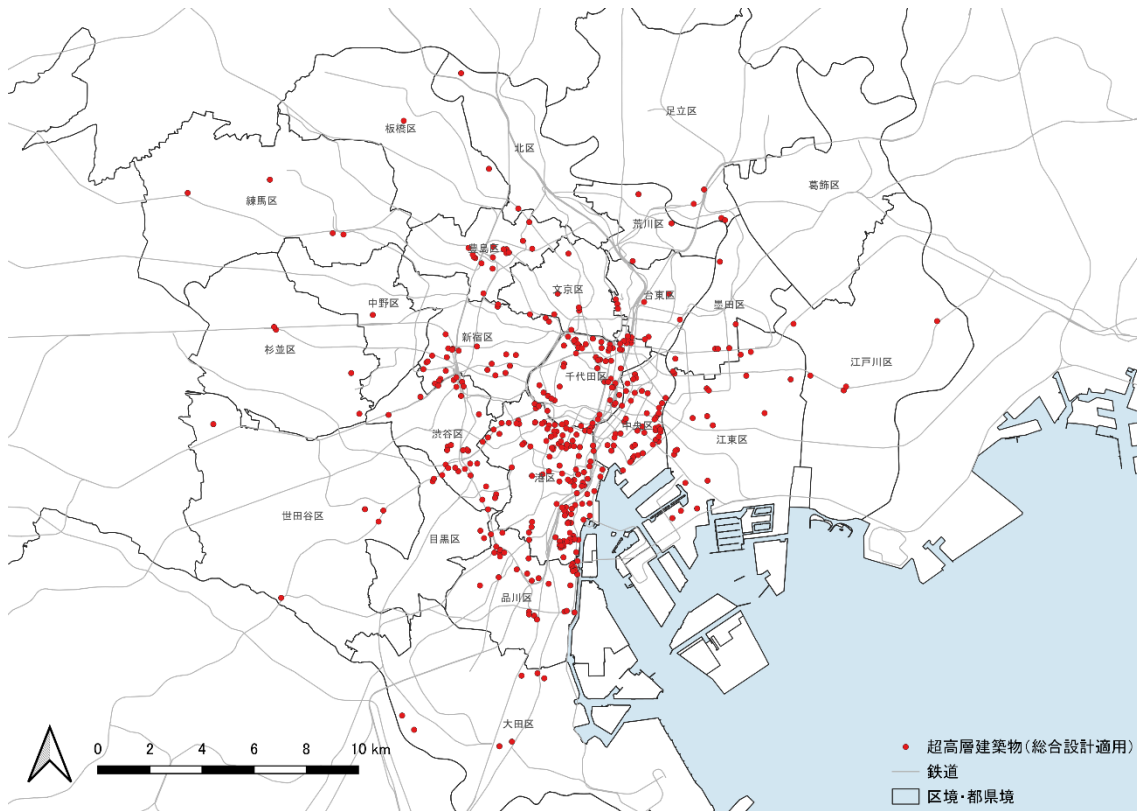 足立区
板橋区
北区
葛飾区
練馬区
荒川区
豊島区
文京区
台東区
中野区
墨田区
新宿区
杉並区
江戸川区
千代田区
中央区
渋谷区
江東区
港区
世田谷区
目黒区
品川区
大田区
0 2 4 6 8 10 km
超高層建築物(総合設計適用)
鉄道
区境・都県境